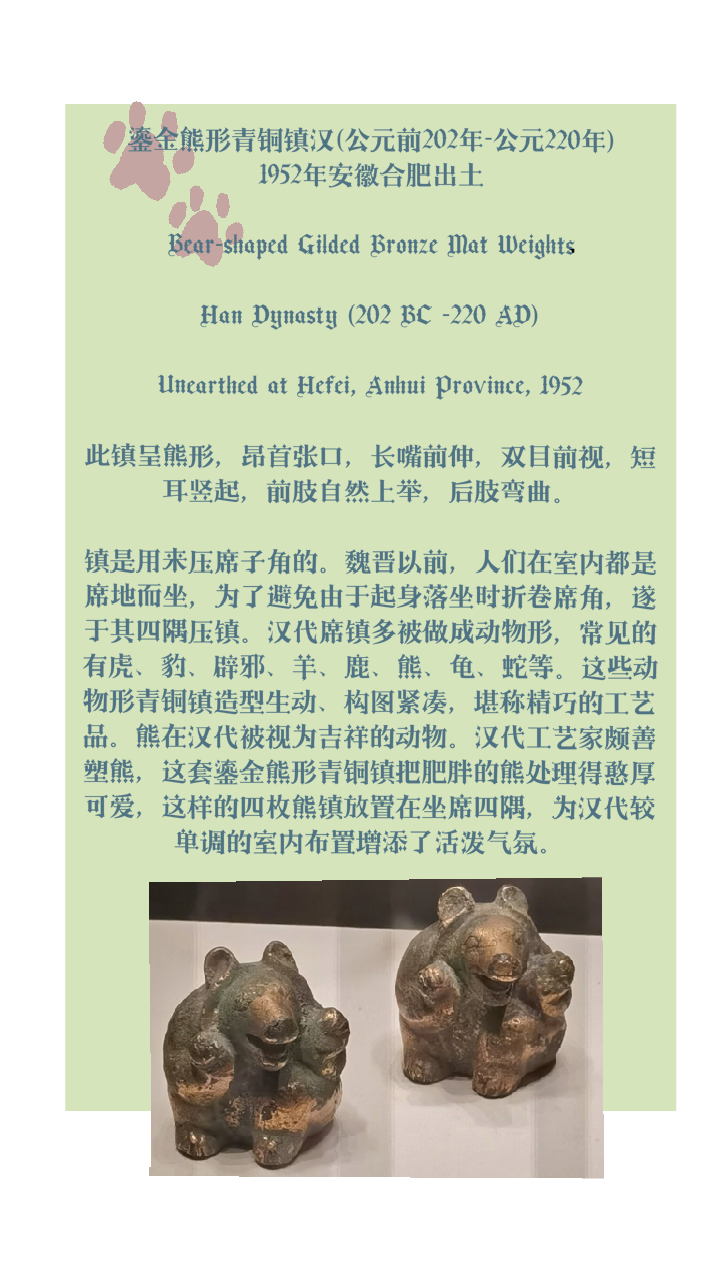 鎏金熊形青铜镇汉(公元前202年-公元220年)
1952年安徽合肥出土
Bear-shaped Gilded Bronze Mat Weights
Han Dynasty (202 BC -220 AD)
Unearthed at Hefei, Anhui Province, 1952
此镇呈熊形，昂首张口，长嘴前伸，双目前视，短
耳竖起，前肢自然上举，后肢弯曲。
镇是用来压席子角的。魏晋以前，人们在室内都是
席地而坐，为了避免由于起身落坐时折卷席角，遂
于其四隅压镇。汉代席镇多被做成动物形，常见的
有虎、豹、辟邪、羊、鹿、熊、龟、蛇等。这些动
物形青铜镇造型生动、构图紧凑，堪称精巧的工艺
品。熊在汉代被视为吉祥的动物。汉代工艺家颇善
塑熊，这套鎏金熊形青铜镇把肥胖的熊处理得憨厚
可爱，这样的四枚熊镇放置在坐席四隅，为汉代较
单调的室内布置增添了活泼气氛。